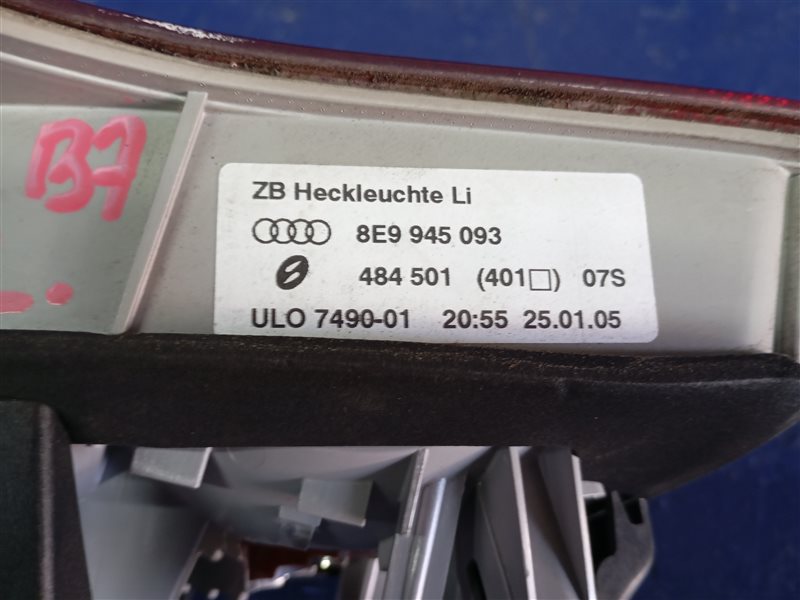 B7
ZB Heckleuchte Li
8E9 945 093
484 501 (401□) 07S
ULO 7490-01 20:55 25.01.05